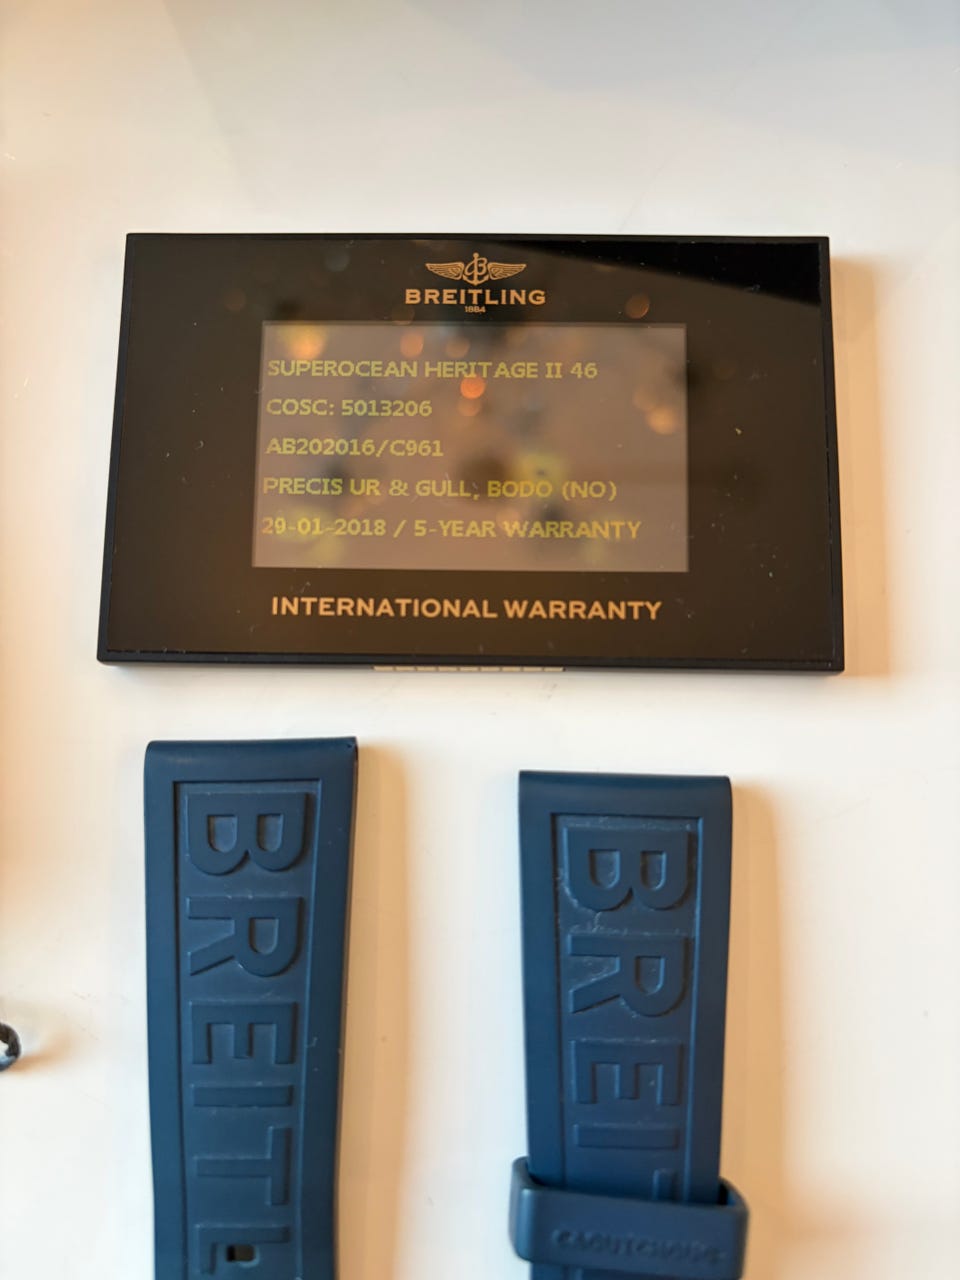 BREITLING
1884
SUPEROCEAN HERITAGE II 46
COSC: 5013206
AB202016/C961
PRECIS UR & GULL, BODO (NO)
29-01-2018 / 5-YEAR WARRANTY
INTERNATIONAL WARRANTY
BREITL
BREIT
CAOUTCHOUC